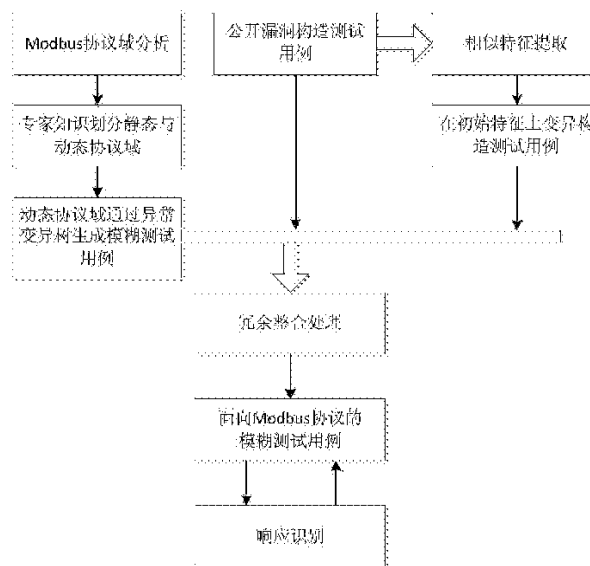 Modbus协议域分析
公开漏洞构造测试
用例
相似特征提取
专家知识划分静态与
动态协议域
在初始特征上变异构
造测试用例
动态协议域通过异常
变异树生成模糊测试
用例
冗余整合处理
面向Modbus协议的
模糊测试用例
响应识别